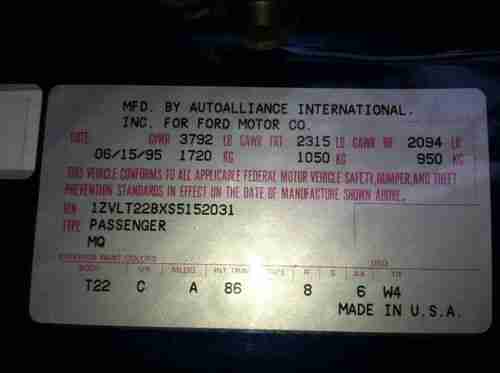 MFD. BY AUTOALLIANCE INTERNATIONAL.
INC. FOR FORD MOTOR CO.
DATE GVWR 3792 LB GAWR FRT 2315 LB GAWR RR 2094 LB
06/15/95 1720 KG 1050 KG 950 KG
THIS VEHICLE CONFORMS TO ALL APPLICABLE FEDERAL MOTOR VEHICLE SAFETY, BUMPER, AND THEFT
PREVENTION STANDARDS IN EFFECT ON THE DATE OF MANUFACTURE SHOWN ABOVE.
VIN 1ZVLT22BXS5152031
TYPE PASSENGER
MQ
EXTERIOR PAINT COLORS DSO
BODY VR MLDG INT TRIM R S AX TR
T22 C A 86 8 6 W4
MADE IN U.S.A.